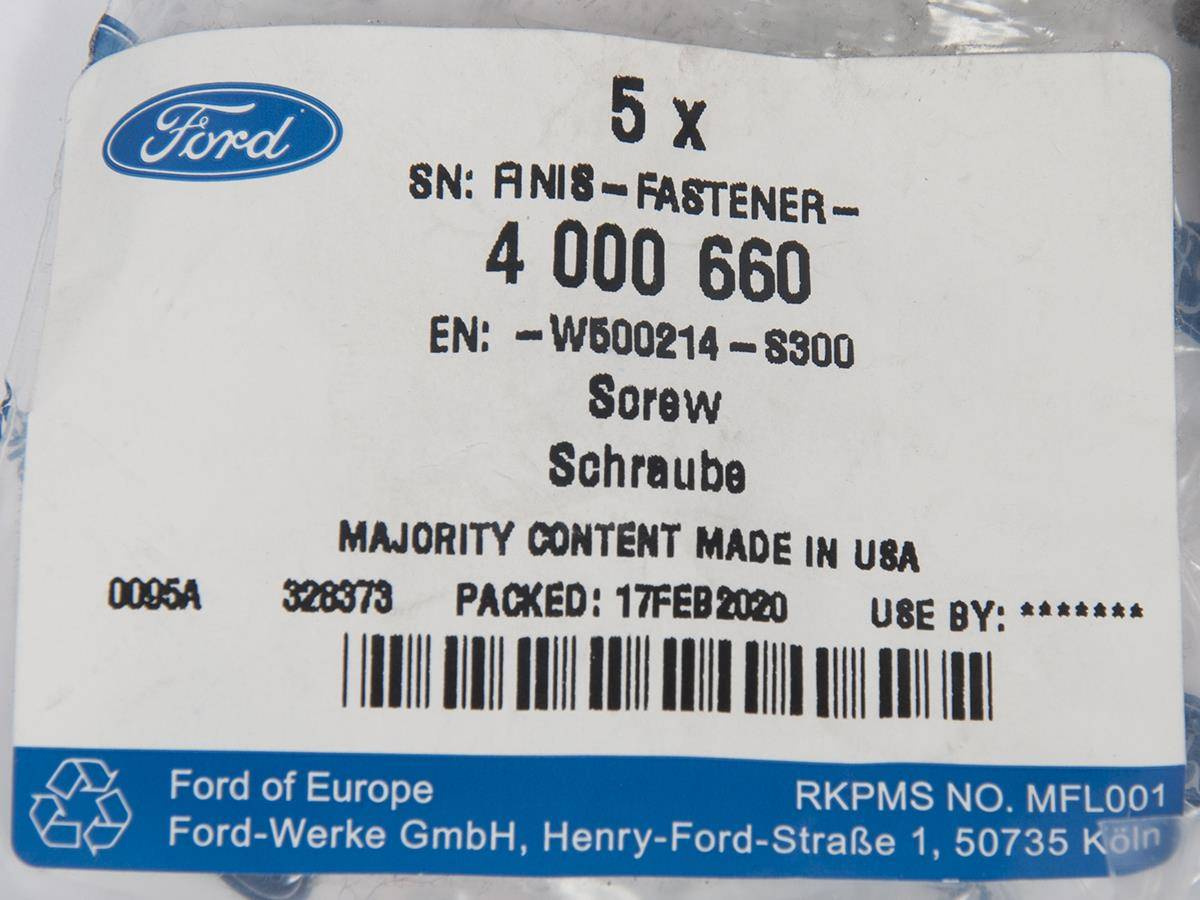 Ford
5 x
SN: FINIS-FASTENER-
4 000 660
EN: -W500214-S300
Screw
Schraube
MAJORITY CONTENT MADE IN USA
0095A 328373 PACKED: 17FEB2020 USE BY: *******
Ford of Europe RKPMS NO. MFL001
Ford-Werke GmbH, Henry-Ford-Straße 1, 50735 Köln